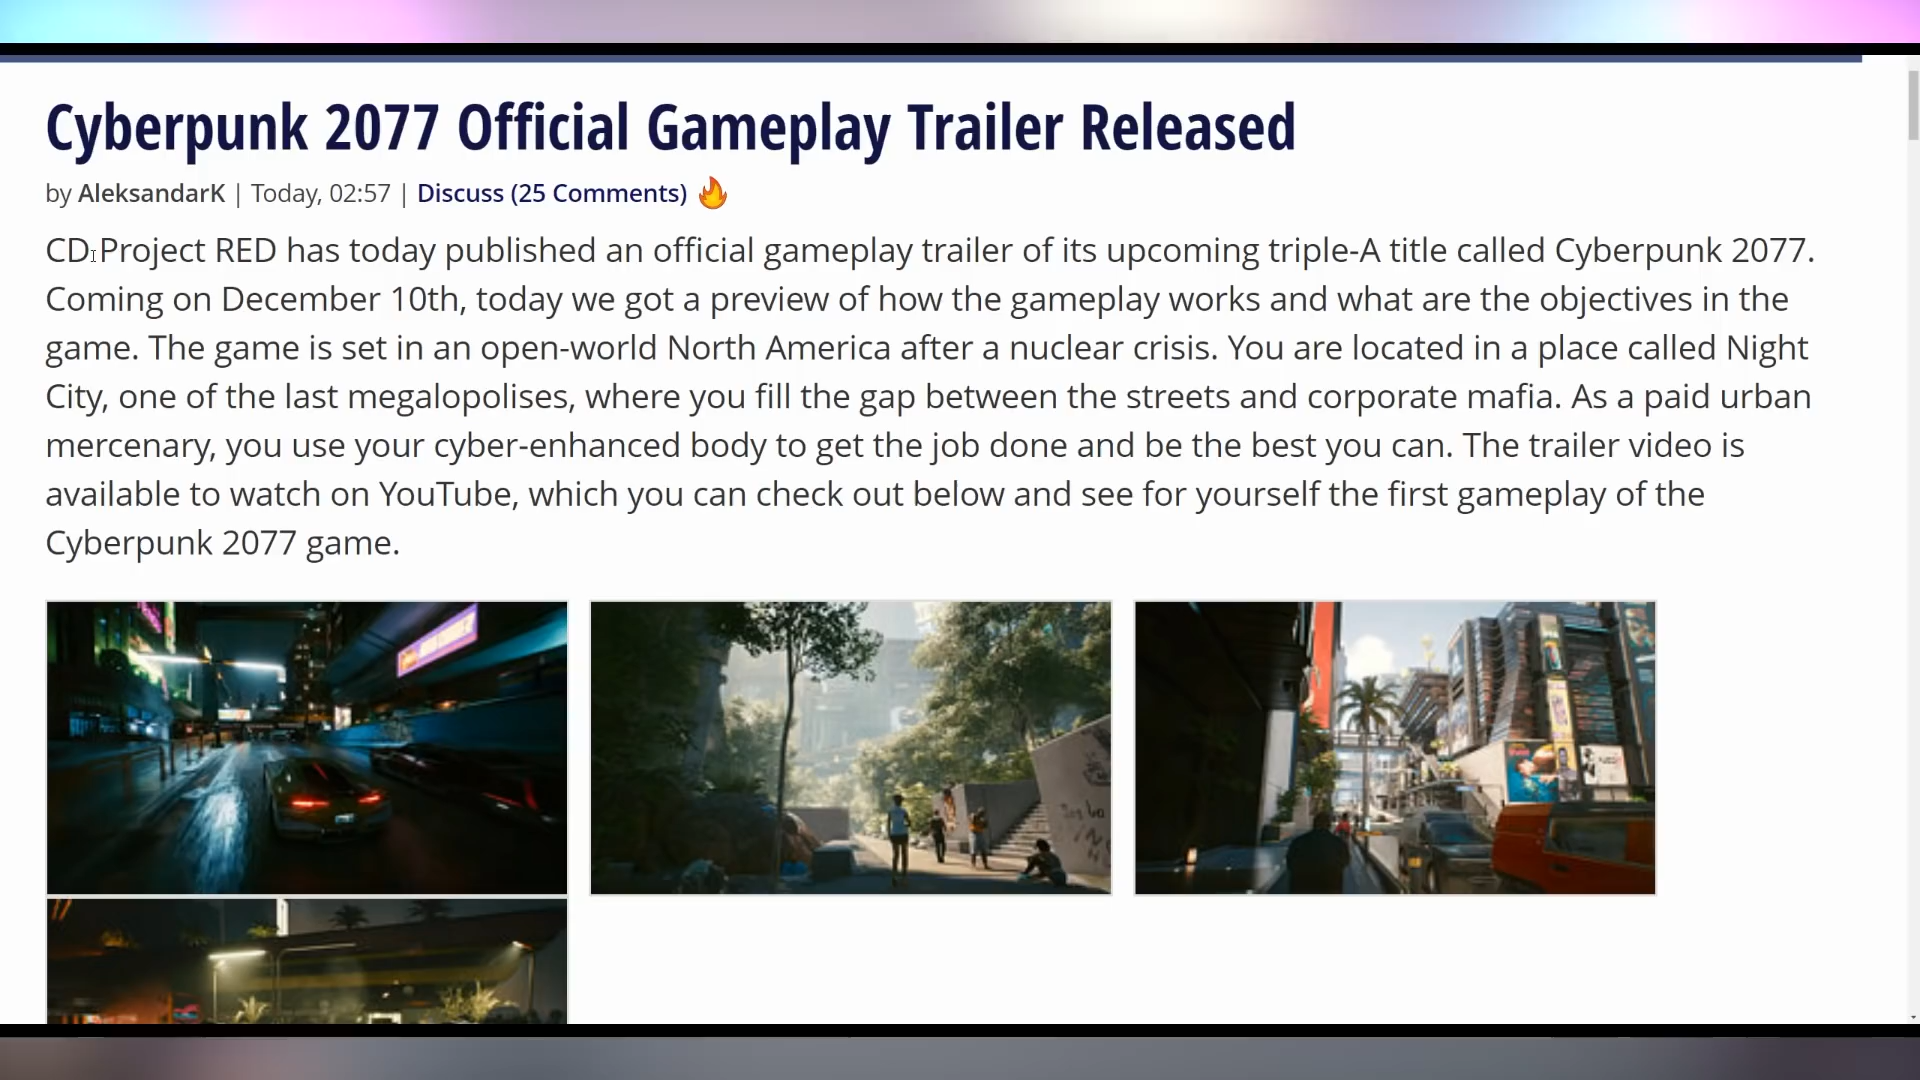 Cyberpunk 2077 Official Gameplay Trailer Released
by AleksandarK | Today, 02:57 | Discuss (25 Comments)
CD Project RED has today published an official gameplay trailer of its upcoming triple-A title called Cyberpunk 2077.
Coming on December 10th, today we got a preview of how the gameplay works and what are the objectives in the
game. The game is set in an open-world North America after a nuclear crisis. You are located in a place called Night
City, one of the last megalopolises, where you fill the gap between the streets and corporate mafia. As a paid urban
mercenary, you use your cyber-enhanced body to get the job done and be the best you can. The trailer video is
available to watch on YouTube, which you can check out below and see for yourself the first gameplay of the
Cyberpunk 2077 game.